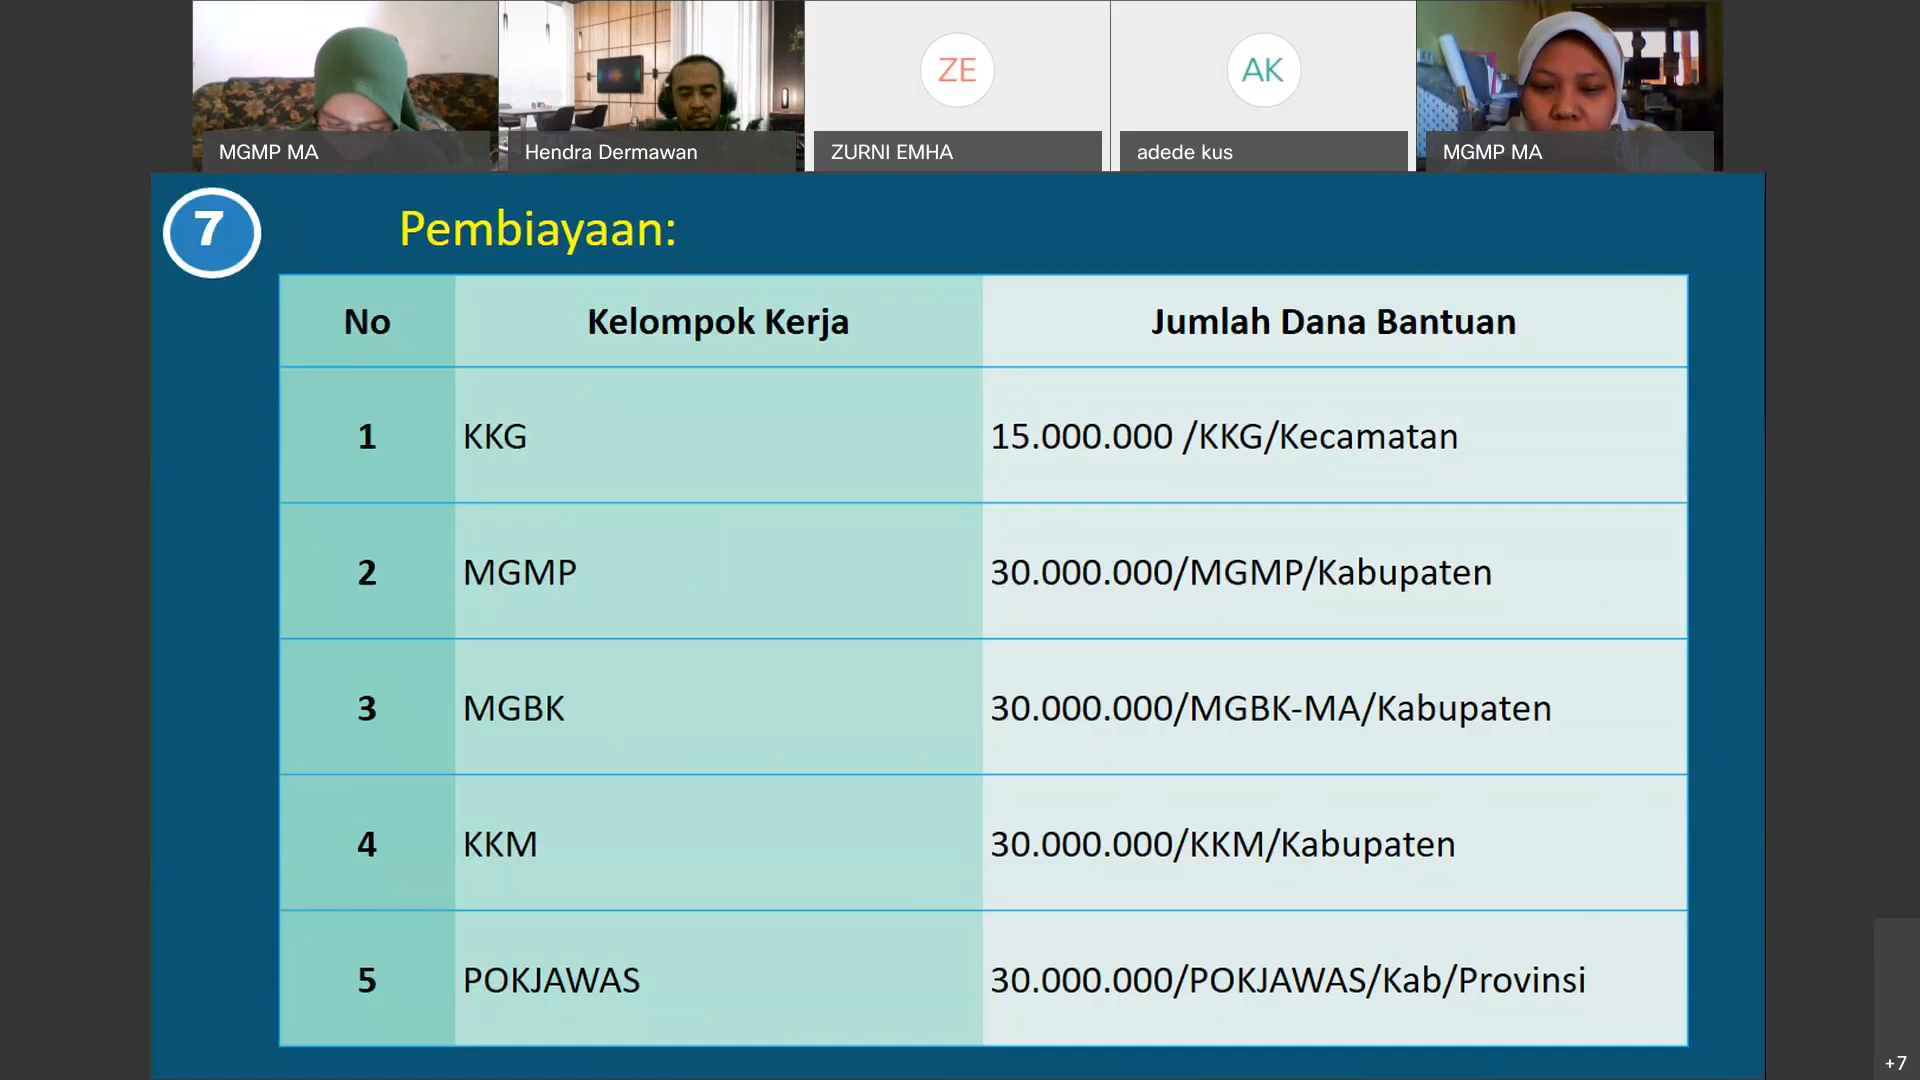 ZE
AK
MGMP MA
Hendra Dermawan
ZURNI EMHA
adede kus
MGMP MA
7
Pembiayaan:
No Kelompok Kerja Jumlah Dana Bantuan
1 KKG 15.000.000 /KKG/Kecamatan
2 MGMP 30.000.000/MGMP/Kabupaten
3 MGBK 30.000.000/MGBK-MA/Kabupaten
4 KKM 30.000.000/KKM/Kabupaten
5 POKJAWAS 30.000.000/POKJAWAS/Kab/Provinsi
+7